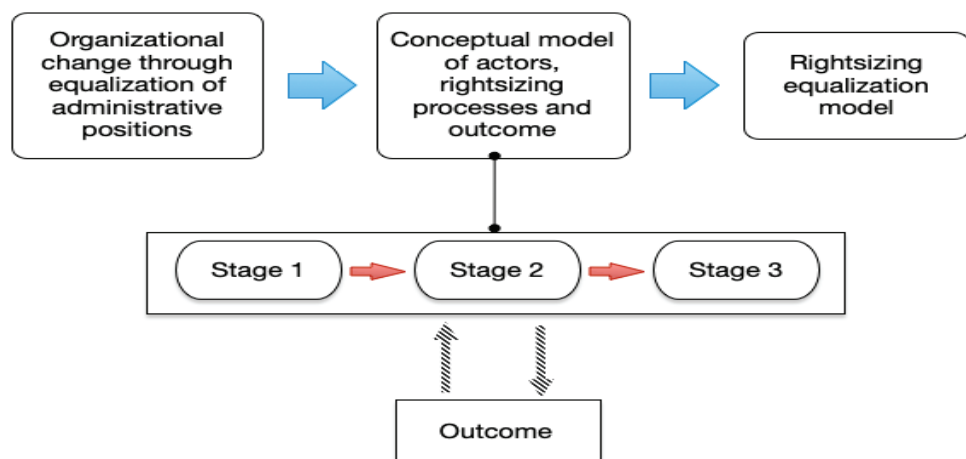 Organizational
change through
equalization of
administrative
positions
Conceptual model
of actors,
rightsizing
processes and
outcome
Rightsizing
equalization
model
Stage 1
Stage 2
Stage 3
Outcome